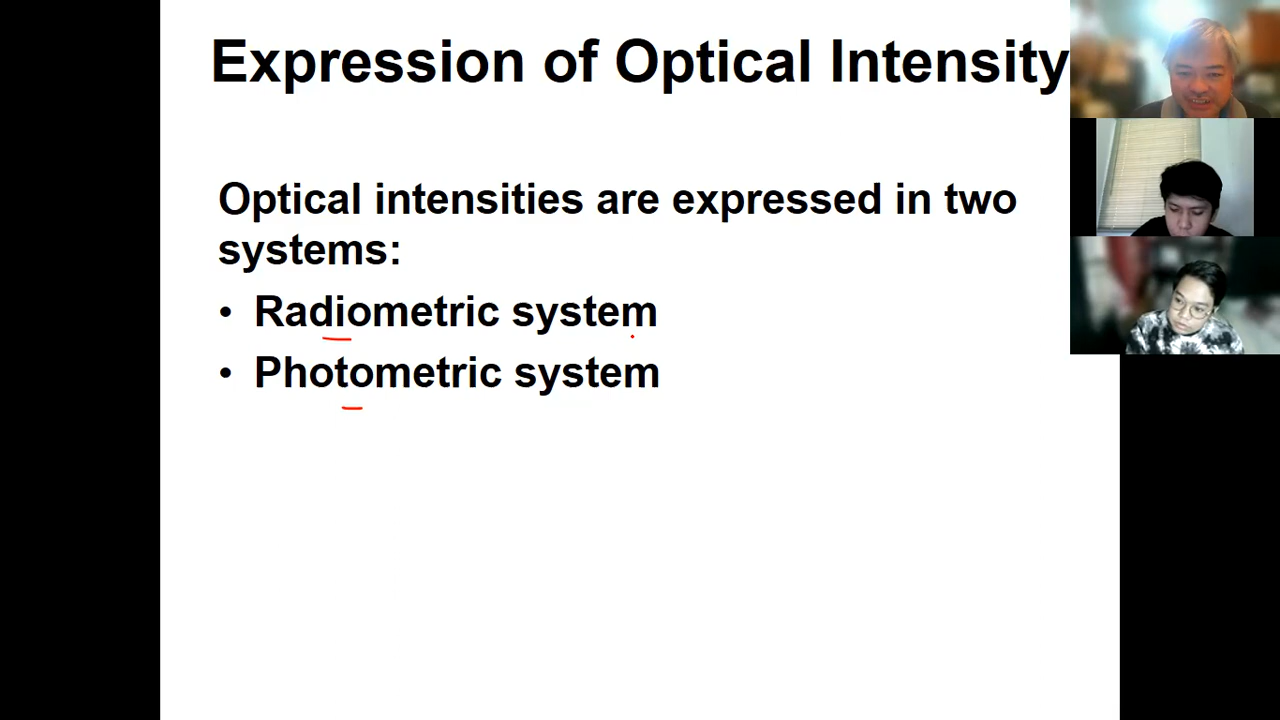 Expression of Optical Intensity
Optical intensities are expressed in two
systems:
• Radiometric system
• Photometric system